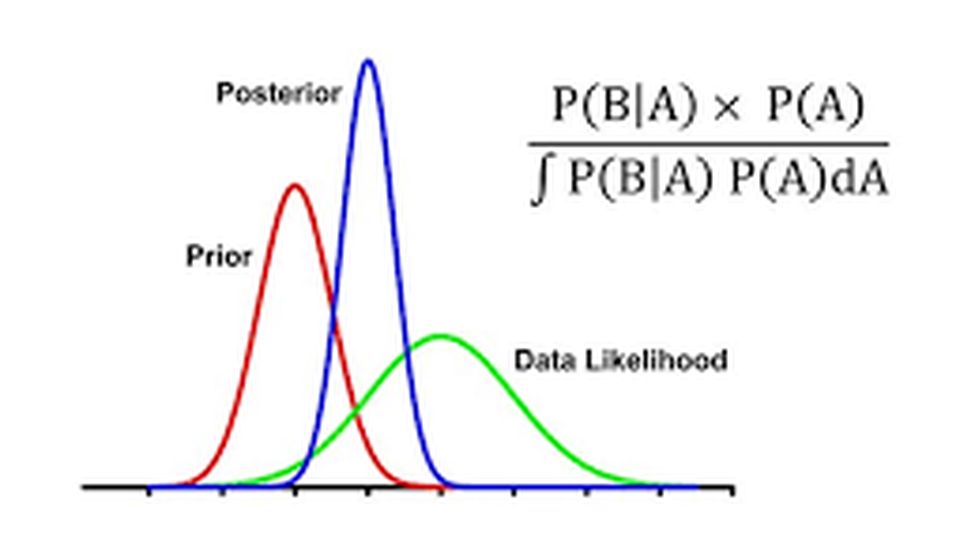 Posterior
P(B|A) × P(A)
∫ P(B|A) P(A)dA
Prior
Data Likelihood